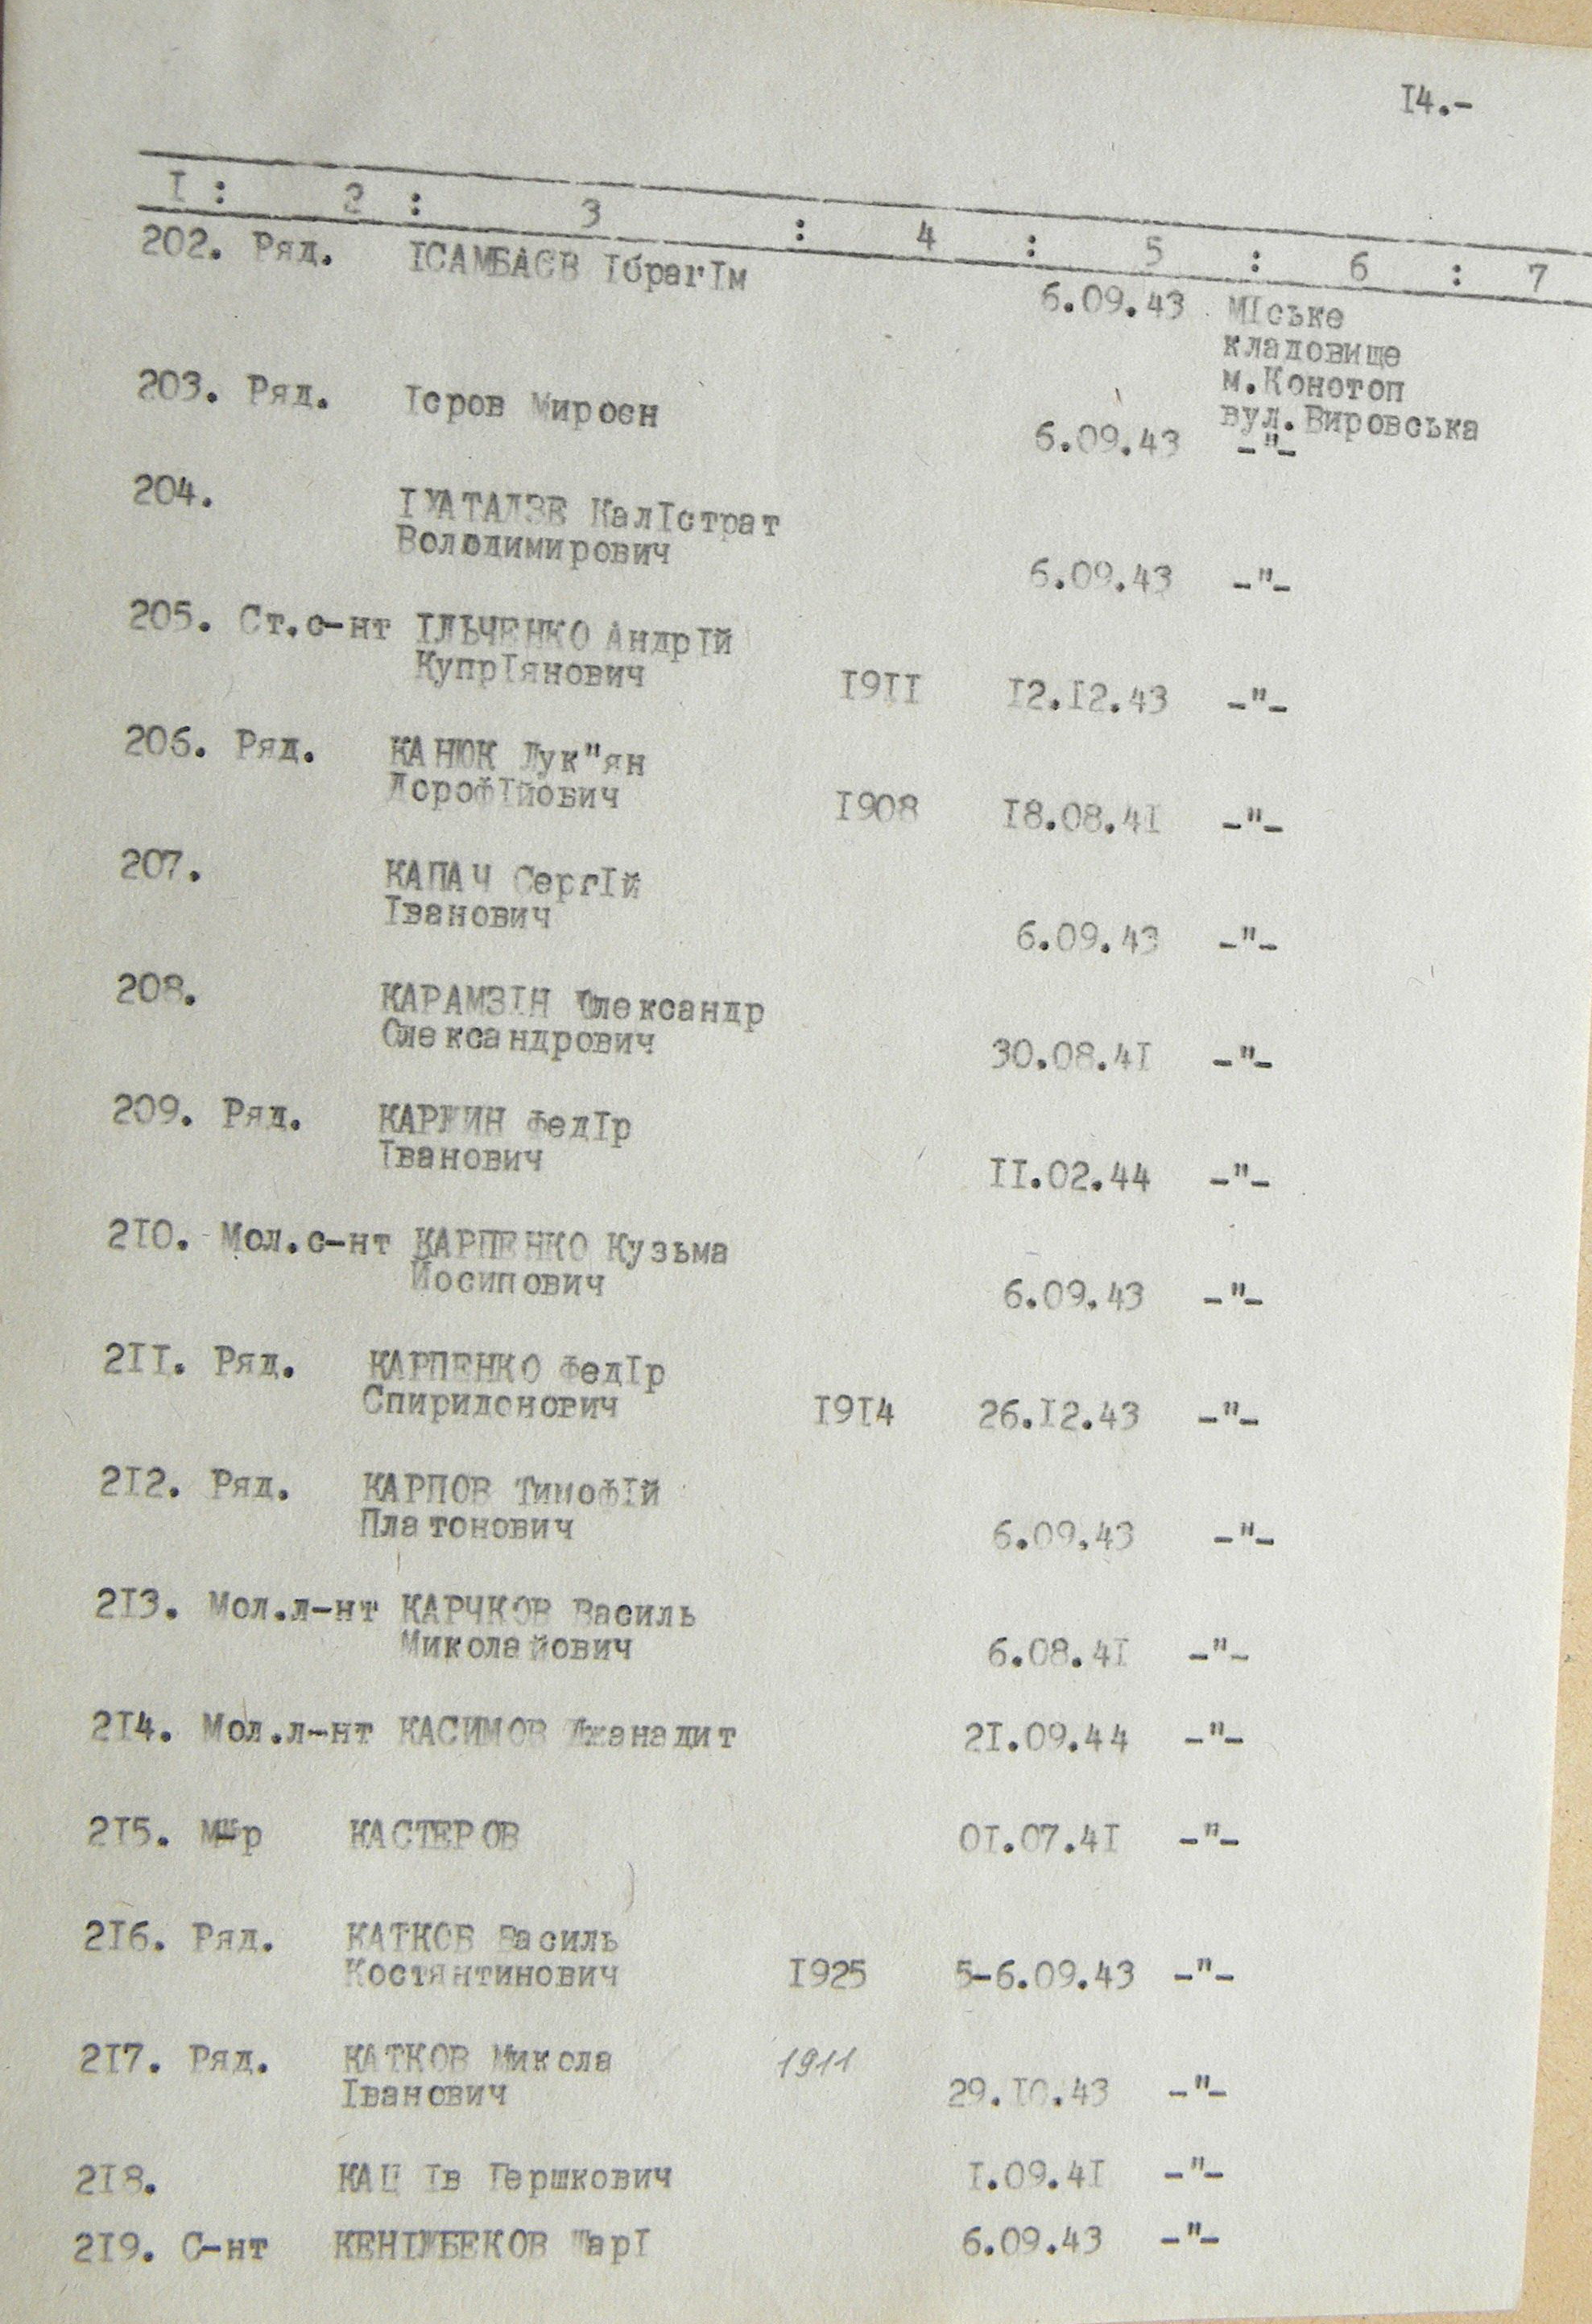 I4.-
I : 2 : 3 : 4 : 5 : 6 : 7
202. Ряд. ІСАМБАЄВ Ібрагім 6.09.43 Міське
кладовище
м.Конотоп
вул.Вировська
203. Ряд. Ієров Мироєн 6.09.43 -"-
204. Калістрат
Володимирович 6.09.43 -"-
205. Ст.с-нт ІЛЬЧЕНКО Андрій
Купріянович I9II I2.I2.43 -"-
206. Ряд. КАНЮК Лук"ян
Дорофійович I908 I8.08.4I -"-
207. КАПАЧ Сергій
Іванович 6.09.43 -"-
208. КАРАМЗІН Олександр
Олександрович 30.08.4I -"-
209. Ряд. Федір
Іванович II.02.44 -"-
2I0. Мол.с-нт КАРПЕНКО Кузьма
Йосипович 6.09.43 -"-
2II. Ряд. КАРПЕНКО Федір
Спиридонович I9I4 26.I2.43 -"-
2I2. Ряд. КАРПОВ Тимофій
Платонович 6.09.43 -"-
2I3. Мол.л-нт КАРЧКОВ Василь
Миколайович 6.08.4I -"-
2I4. Мол.л-нт КАСИМОВ Джанадит 2I.09.44 -"-
2I5. М-р КАСТЕРОВ 0I.07.4I -"-
2I6. Ряд. КАТКОВ Василь
Костянтинович I925 5-6.09.43 -"-
2I7. Ряд. КАТКОВ Микола 1911
Іванович 29.I0.43 -"-
2I8. КАЦ Ів Гершкович I.09.4I -"-
2I9. С-нт КЕНІЖБЕКОВ 6.09.43 -"-